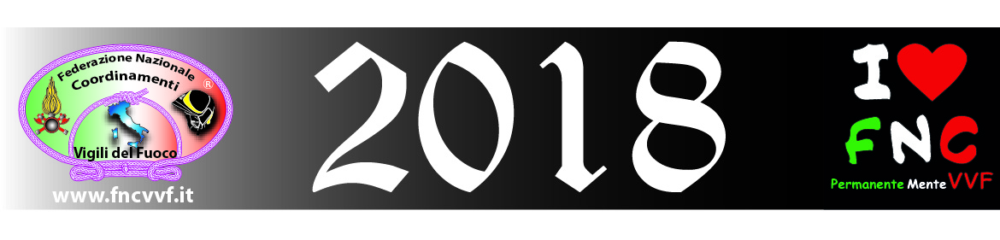 Federazione Nazionale
Coordinamenti
®
Vigili del Fuoco
www.fncvvf.it
2018
I
FNC
Permanente Mente VVF